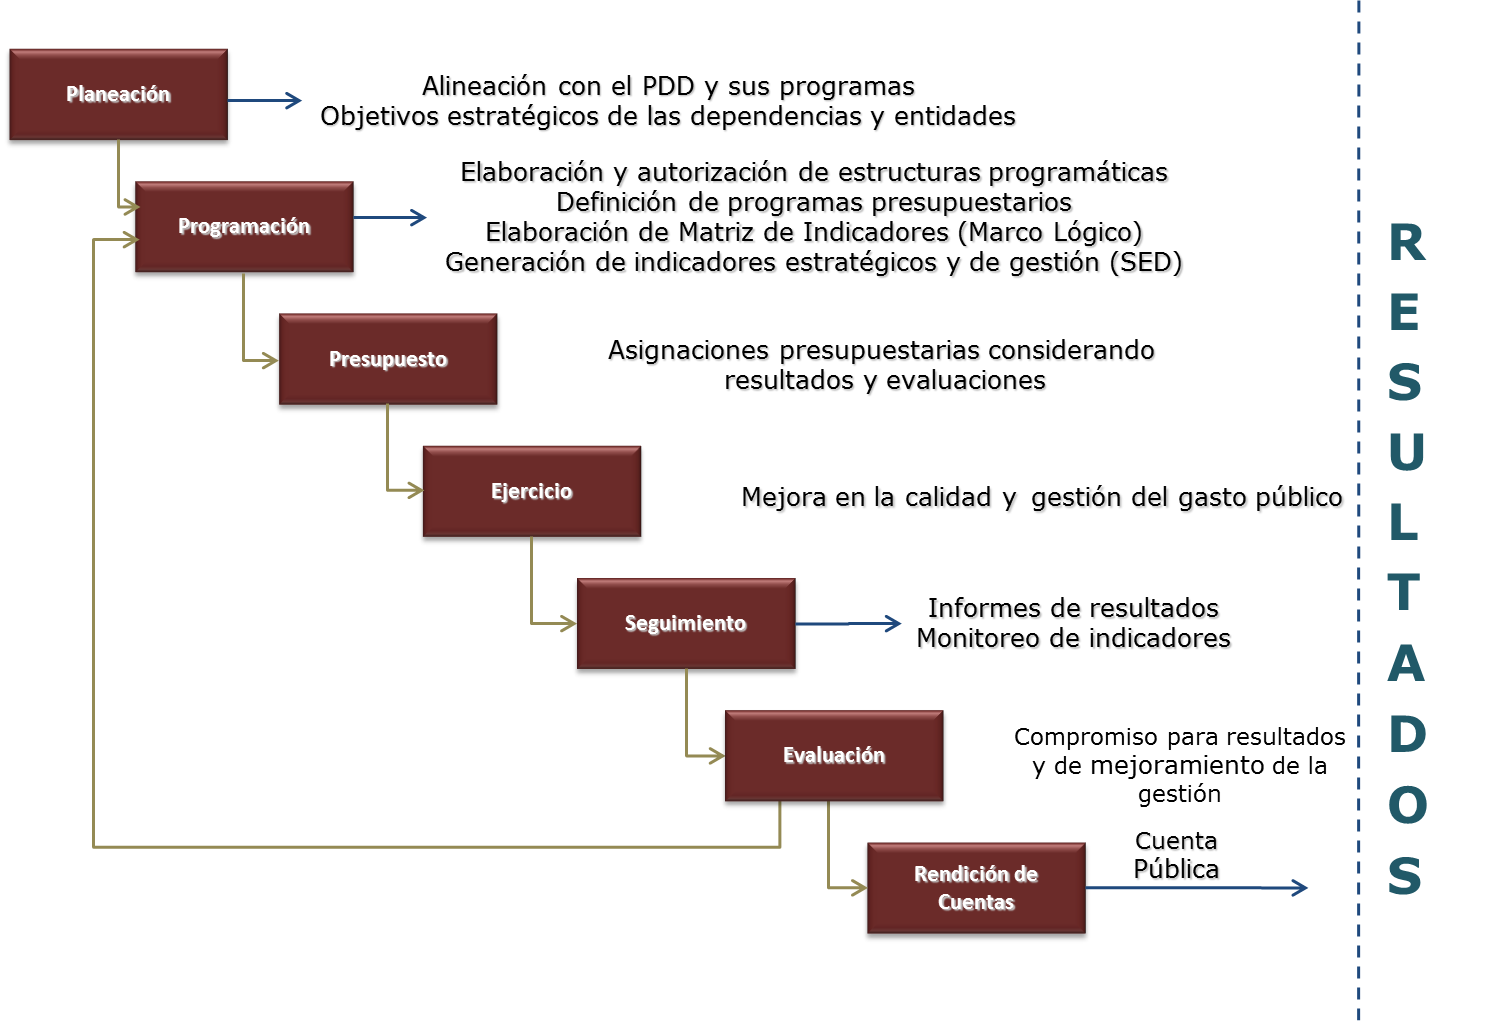 Planeación
Alineación con el PDD y sus programas
Objetivos estratégicos de las dependencias y entidades
Programación
Elaboración y autorización de estructuras programáticas
Definición de programas presupuestarios
Elaboración de Matriz de Indicadores (Marco Lógico)
Generación de indicadores estratégicos y de gestión (SED)
Presupuesto
Asignaciones presupuestarias considerando
resultados y evaluaciones
Ejercicio
Mejora en la calidad y gestión del gasto público
Seguimiento
Informes de resultados
Monitoreo de indicadores
Evaluación
Compromiso para resultados
y de mejoramiento de la
gestión
Rendición de
Cuentas
Cuenta
Pública
R
E
S
U
L
T
A
D
O
S